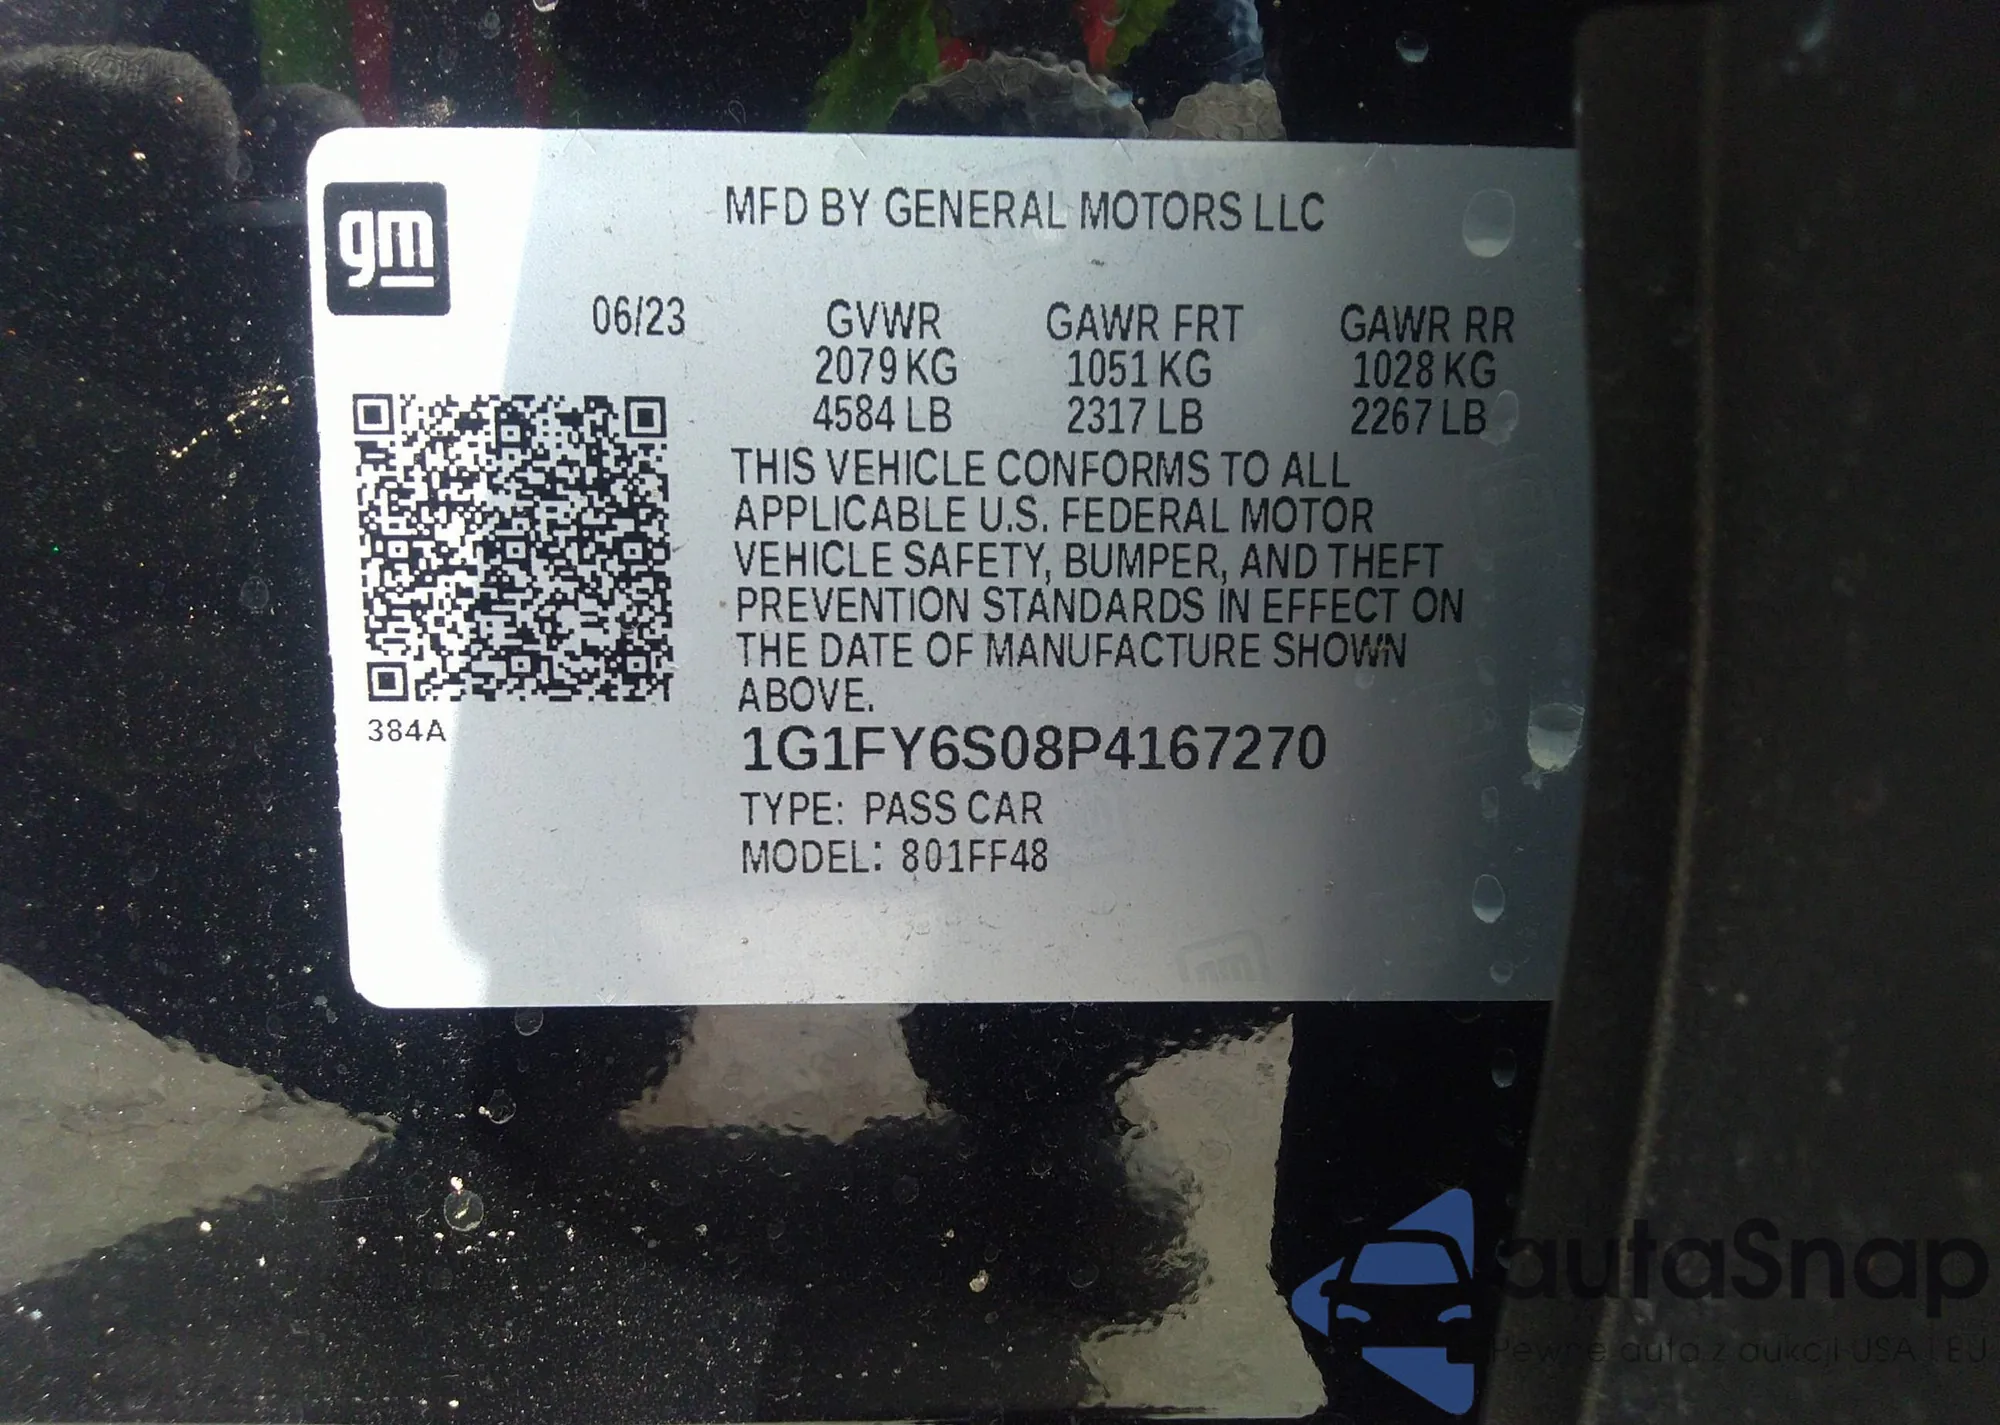 gm
MFD BY GENERAL MOTORS LLC
06/23 GVWR GAWR FRT GAWR RR
2079 KG 1051 KG 1028 KG
4584 LB 2317 LB 2267 LB
THIS VEHICLE CONFORMS TO ALL
APPLICABLE U.S. FEDERAL MOTOR
VEHICLE SAFETY, BUMPER, AND THEFT
PREVENTION STANDARDS IN EFFECT ON
THE DATE OF MANUFACTURE SHOWN
ABOVE.
384A
1G1FY6S08P4167270
TYPE: PASS CAR
MODEL: 801FF48
gm
autaSnap
Pewne auta z aukcji USA i EU